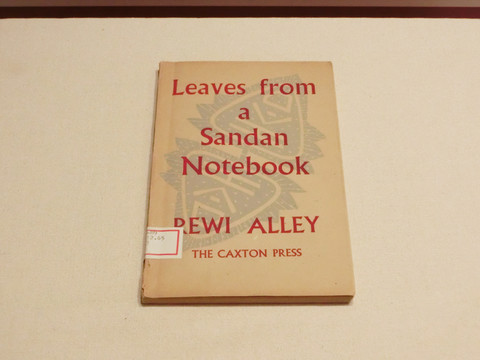 Leaves from
a
Sandan
Notebook
REWI ALLEY
THE CAXTON PRESS